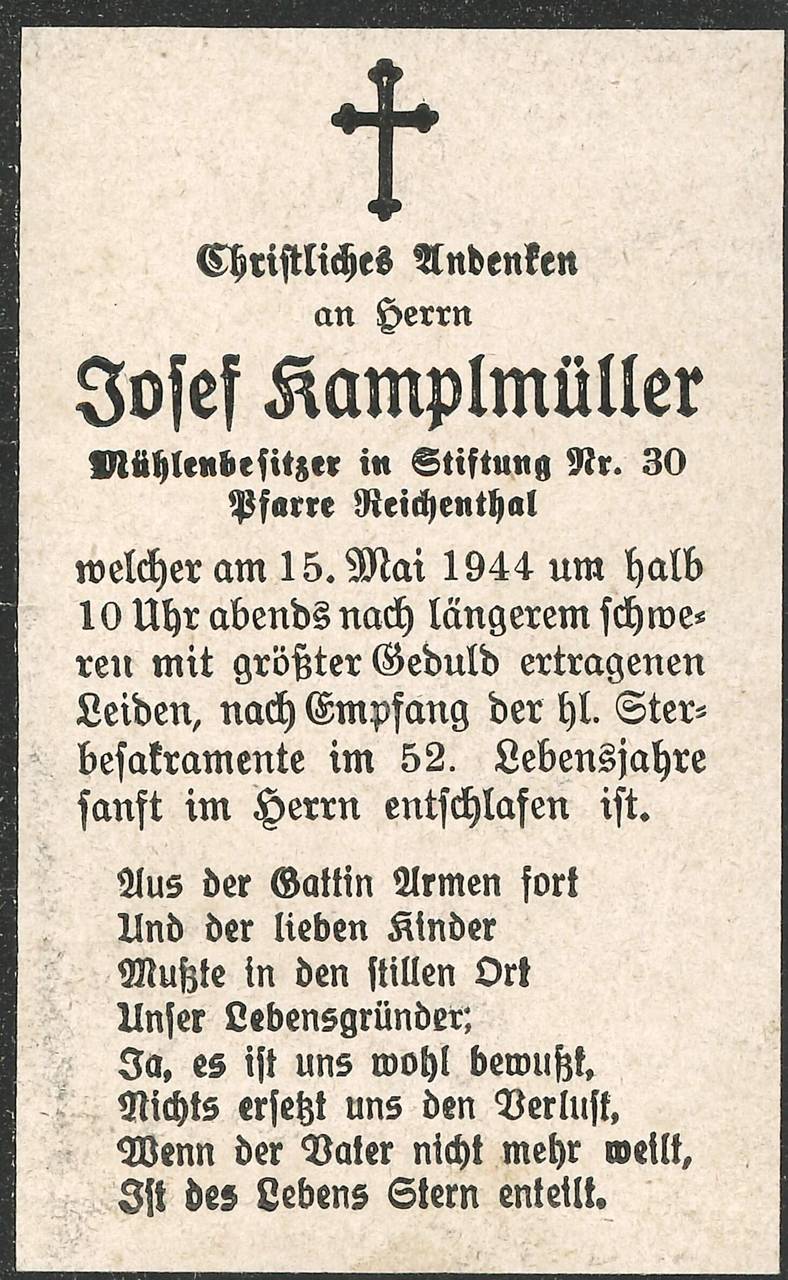 Christliches Andenken
an Herrn
Josef Kamplmüller
Mühlenbesitzer in Stiftung Nr. 30
Pfarre Reichenthal
welcher am 15. Mai 1944 um halb
10 Uhr abends nach längerem schwe-
ren mit größter Geduld ertragenen
Leiden, nach Empfang der hl. Ster-
besakramente im 52. Lebensjahre
sanft im Herrn entschlafen ist.
Aus der Gattin Armen fort
Und der lieben Kinder
Mußte in den stillen Ort
Unser Lebensgründer;
Ja, es ist uns wohl bewußt,
Nichts ersetzt uns den Verlust,
Wenn der Vater nicht mehr weilt,
Ist des Lebens Stern enteilt.